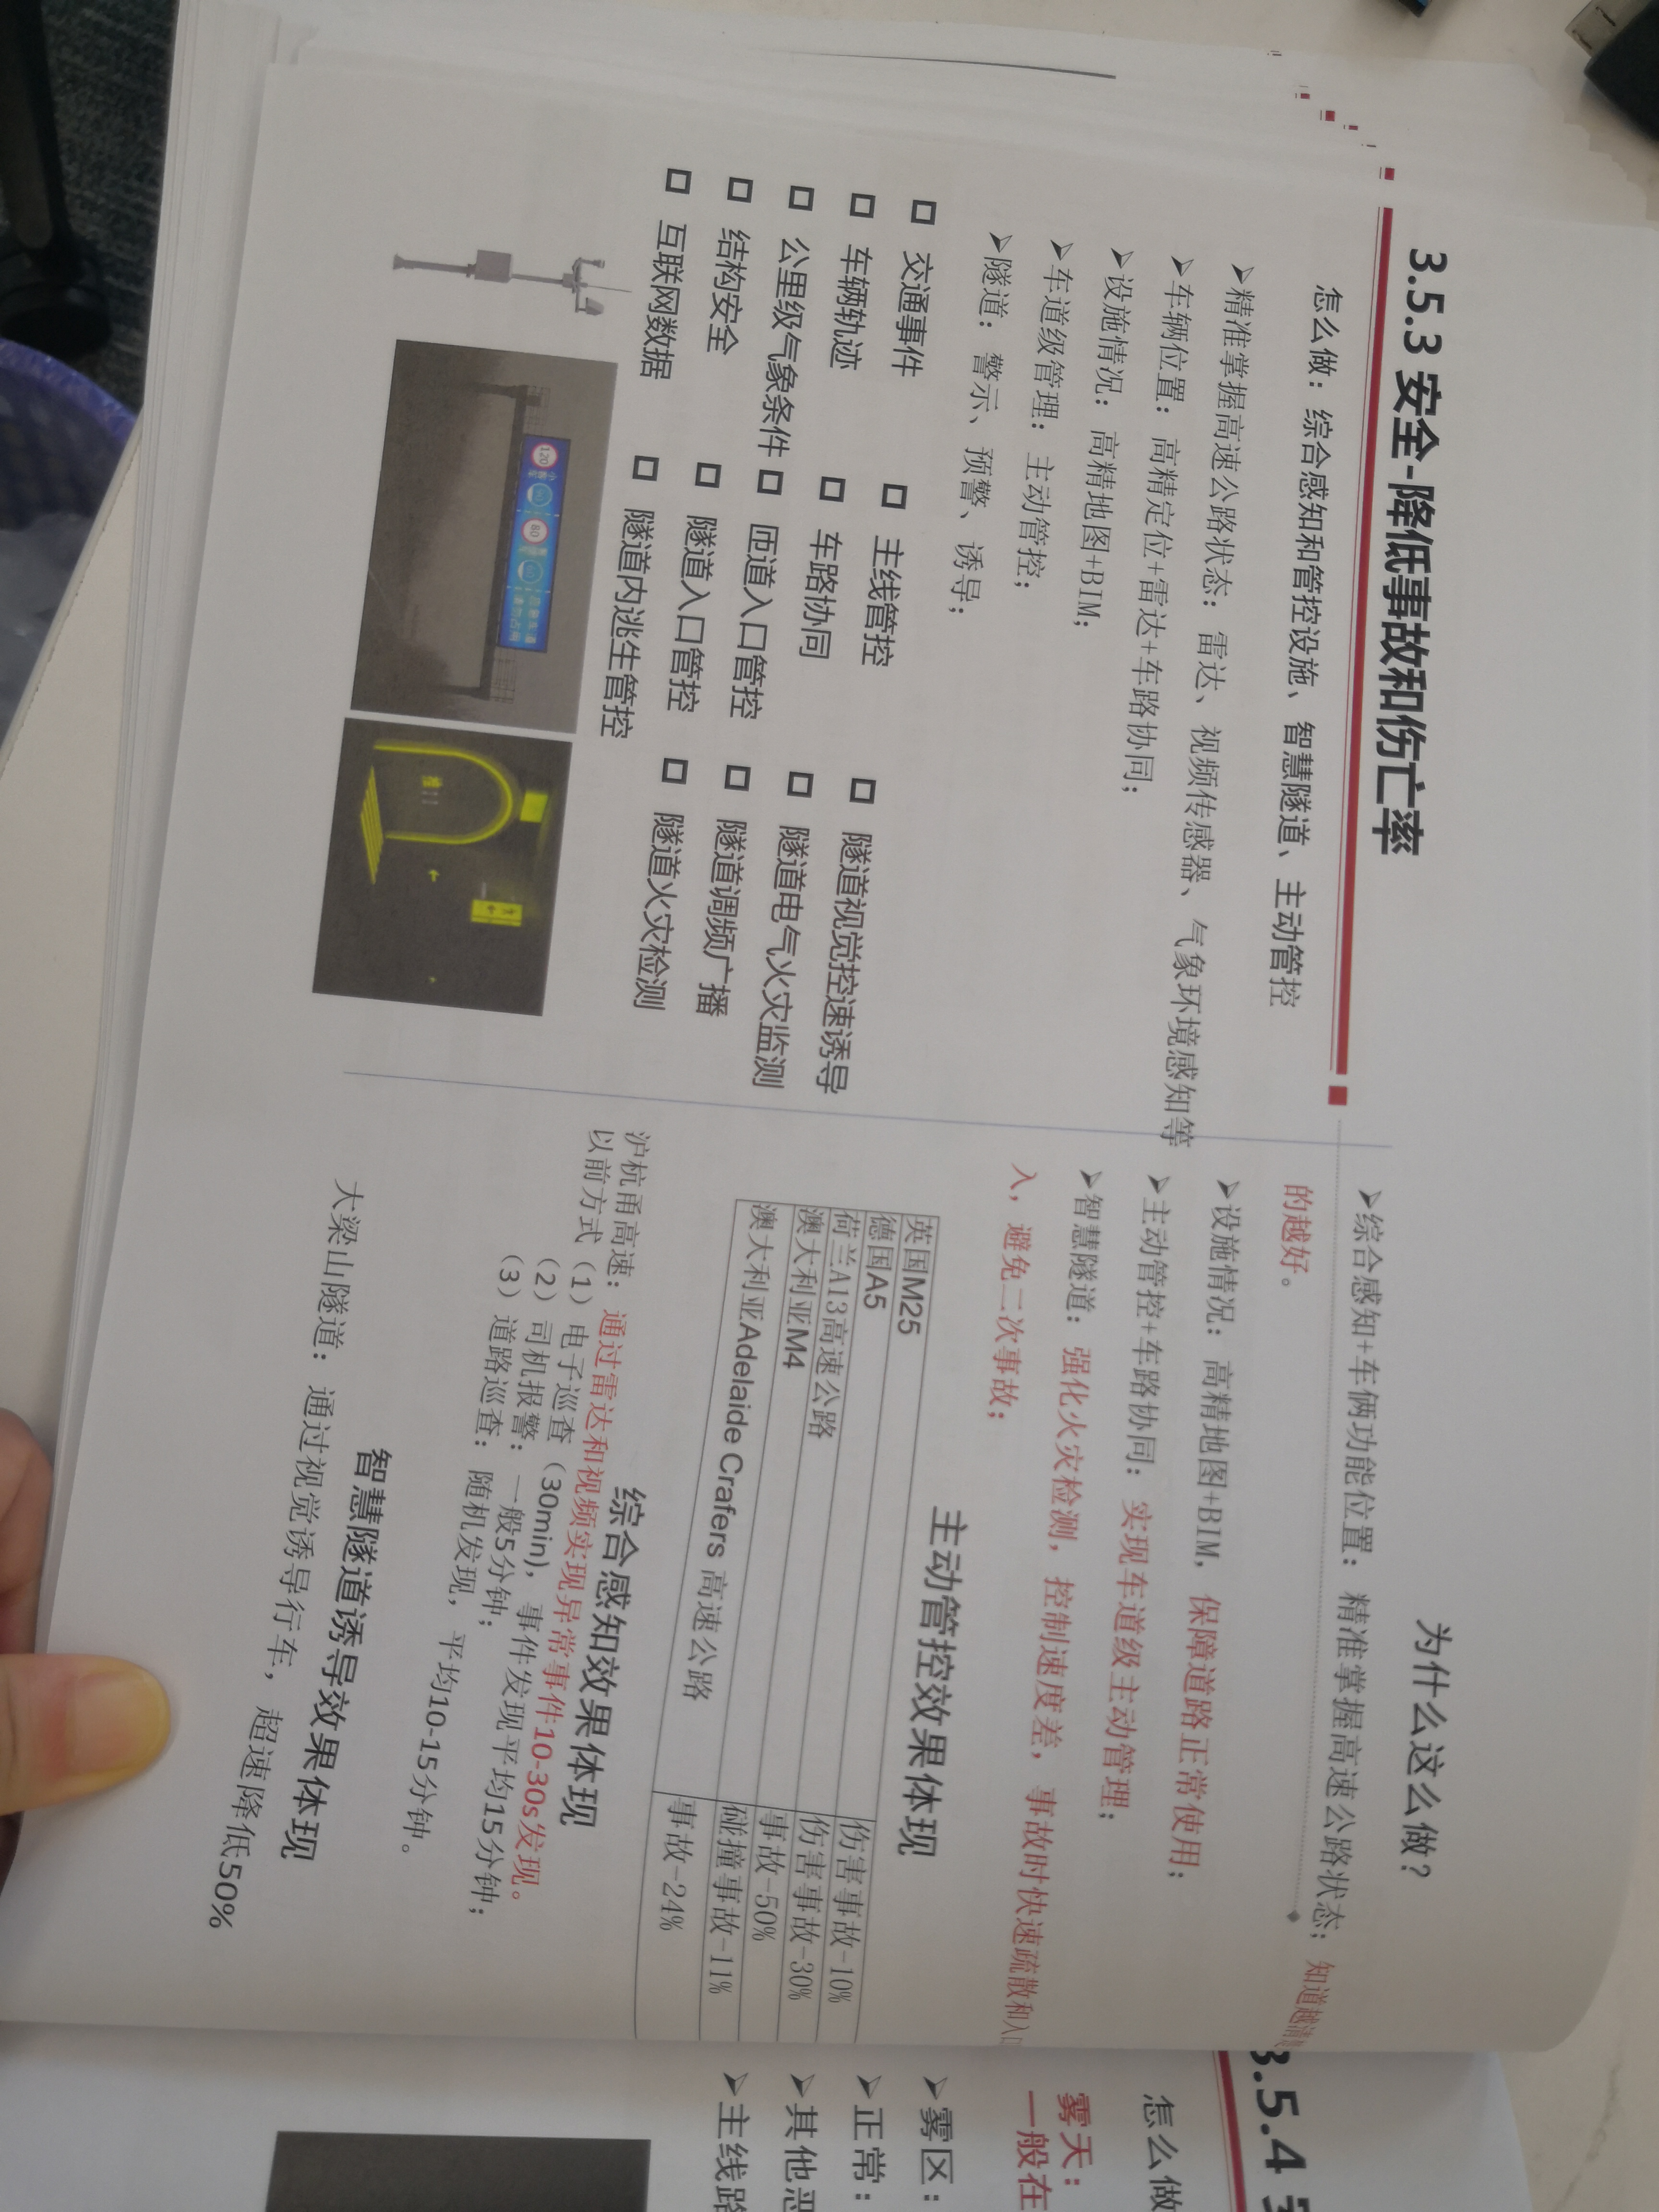 3.5.3 安全-降低事故和伤亡率
怎么做：综合感知和管控设施、智慧隧道、主动管控
➢精准掌握高速公路状态：雷达、视频传感器、气象环境感知等
➢车辆位置：高精定位+雷达+车路协同；
➢设施情况：高精地图+BIM；
➢车道级管理：主动管控；
➢隧道：警示、预警、诱导；
交通事件
车辆轨迹
公里级气象条件
结构安全
互联网数据
主线管控
车路协同
匝道入口管控
隧道入口管控
隧道内逃生管控
隧道视觉控速诱导
隧道电气火灾监测
隧道调频广播
隧道火灾检测
120
80
应急车道
请勿占用
为什么这么做？
➢综合感知+车俩功能位置：精准掌握高速公路状态；知道越清
的越好。
➢设施情况：高精地图+BIM，保障道路正常使用；
➢主动管控+车路协同：实现车道级主动管理；
➢智慧隧道：强化火灾检测，控制速度差，事故时快速疏散和入口
入，避免二次事故；
主动管控效果体现
英国M25 伤害事故-10%
德国A5 伤害事故-30%
荷兰A13高速公路 事故-50%
澳大利亚M4 碰撞事故-11%
澳大利亚Adelaide Crafers 高速公路 事故-24%
综合感知效果体现
沪杭甬高速：通过雷达和视频实现异常事件10-30s发现。
以前方式（1）电子巡查（30min)，事件发现平均15分钟；
（2）司机报警：一般5分钟；
（3）道路巡查：随机发现，平均10-15分钟。
智慧隧道诱导效果体现
大梁山隧道：通过视觉诱导行车，超速降低50%
3.5.4
怎么做
雾天：
一般在
➢雾区：
➢正常：
➢其他恶
➢主线路